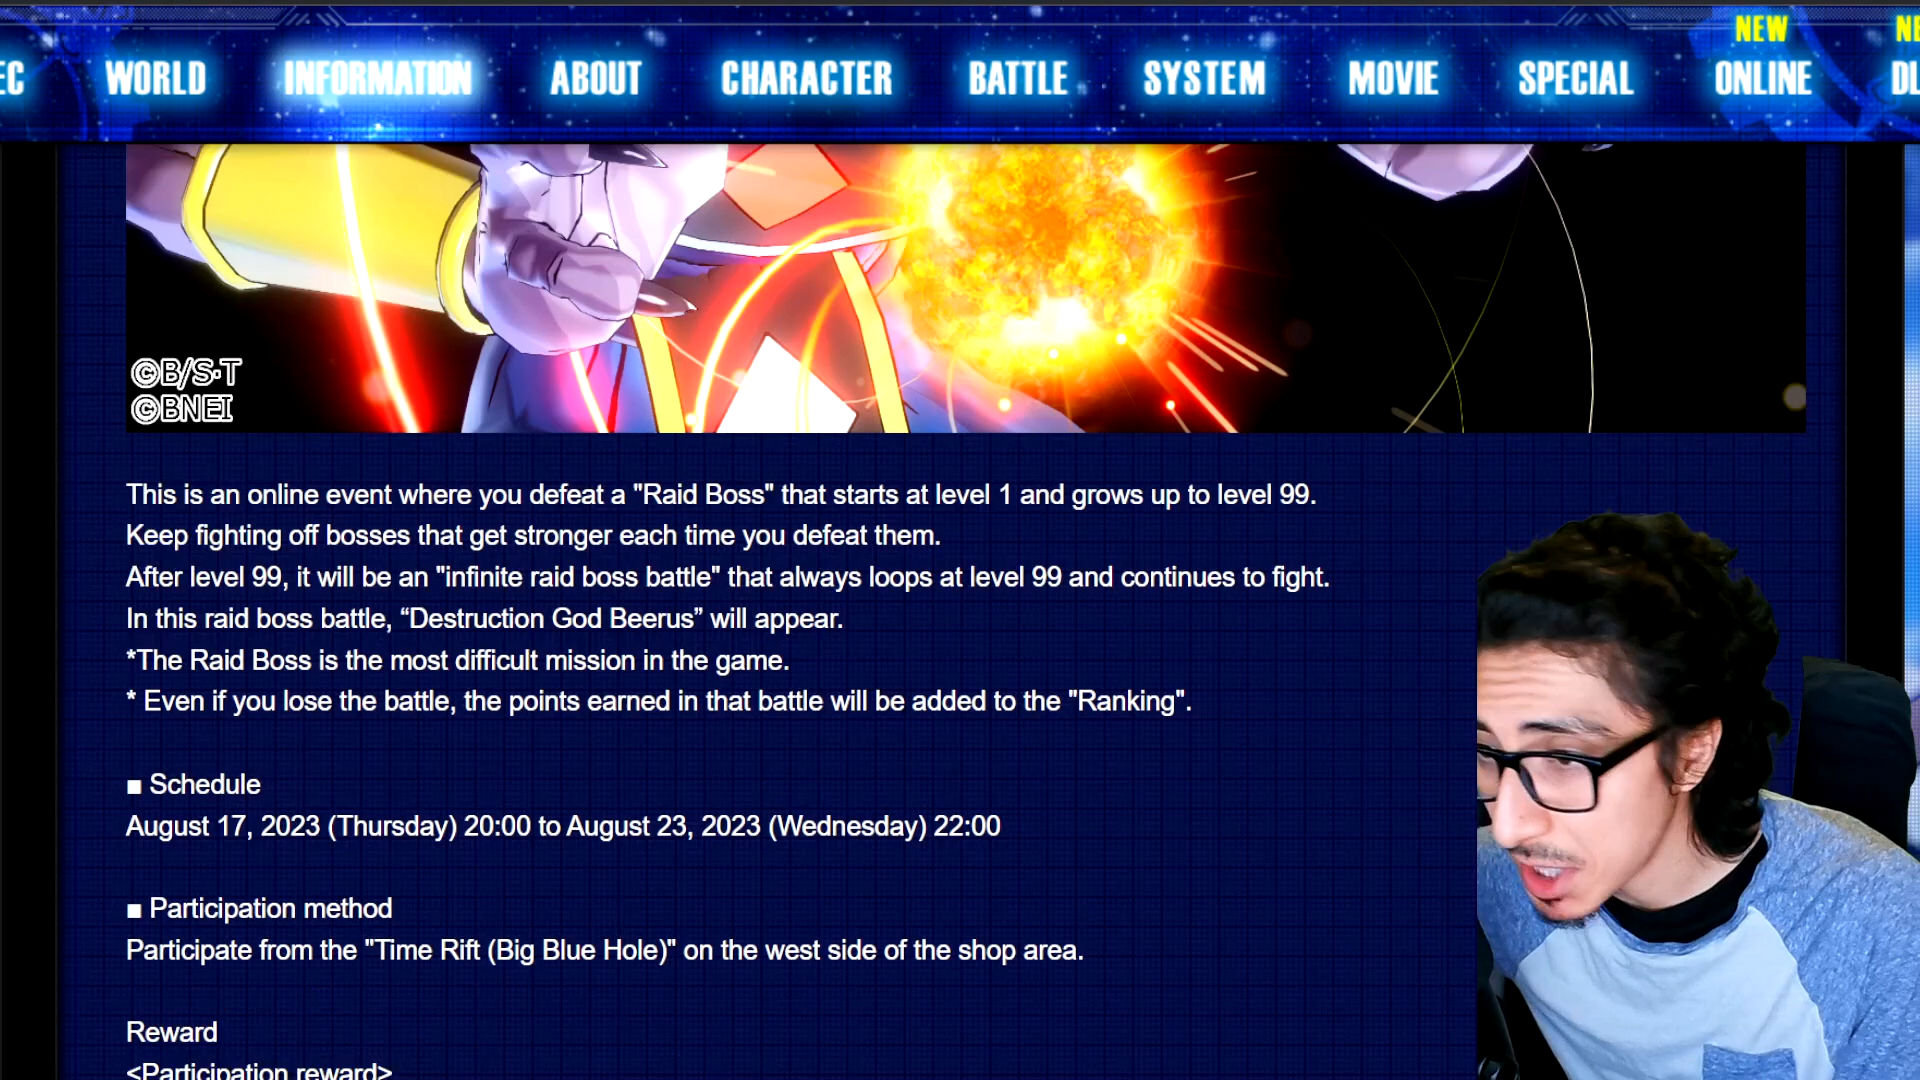 EC WORLD INFORMATION ABOUT CHARACTER BATTLE SYSTEM MOVIE SPECIAL NEW ONLINE NE DL
©B/S·T
©BNEI
This is an online event where you defeat a "Raid Boss" that starts at level 1 and grows up to level 99.
Keep fighting off bosses that get stronger each time you defeat them.
After level 99, it will be an "infinite raid boss battle" that always loops at level 99 and continues to fight.
In this raid boss battle, “Destruction God Beerus” will appear.
*The Raid Boss is the most difficult mission in the game.
* Even if you lose the battle, the points earned in that battle will be added to the "Ranking".
■ Schedule
August 17, 2023 (Thursday) 20:00 to August 23, 2023 (Wednesday) 22:00
■ Participation method
Participate from the "Time Rift (Big Blue Hole)" on the west side of the shop area.
Reward
<Participation reward>